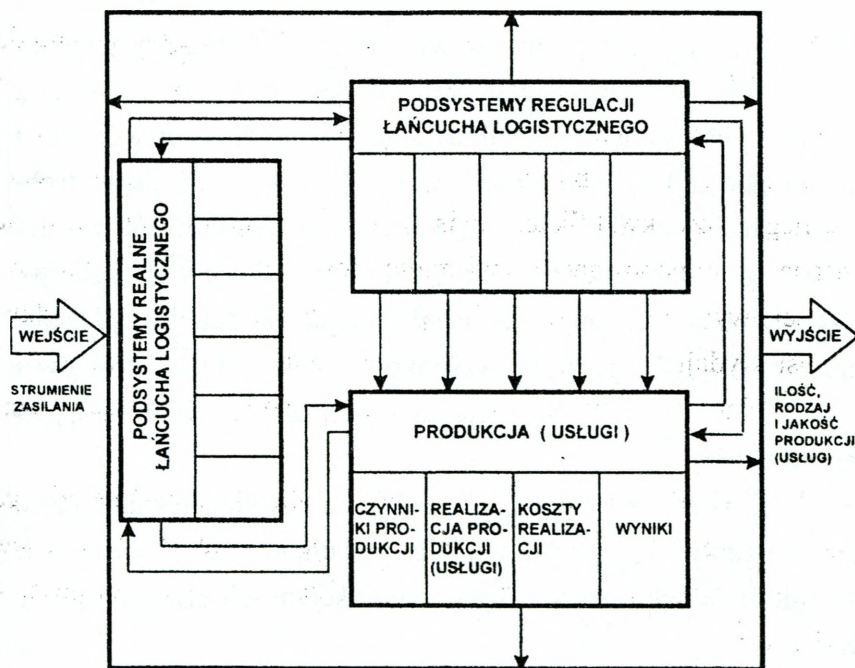 PODSYSTEMY REGULACJI
ŁAŃCUCHA LOGISTYCZNEGO
PODSYSTEMY REALNE
ŁAŃCUCHA LOGISTYCZNEGO
WEJŚCIE
STRUMIENIE
ZASILANIA
WYJŚCIE
ILOŚĆ,
RODZAJ
I JAKOŚĆ
PRODUKCJI
(USŁUG)
PRODUKCJA ( USŁUGI )
CZYNNI-
KI PRO-
DUKCJI
REALIZA-
CJA PRO-
DUKCJI
(USŁUGI)
KOSZTY
REALIZA-
CJI
WYNIKI